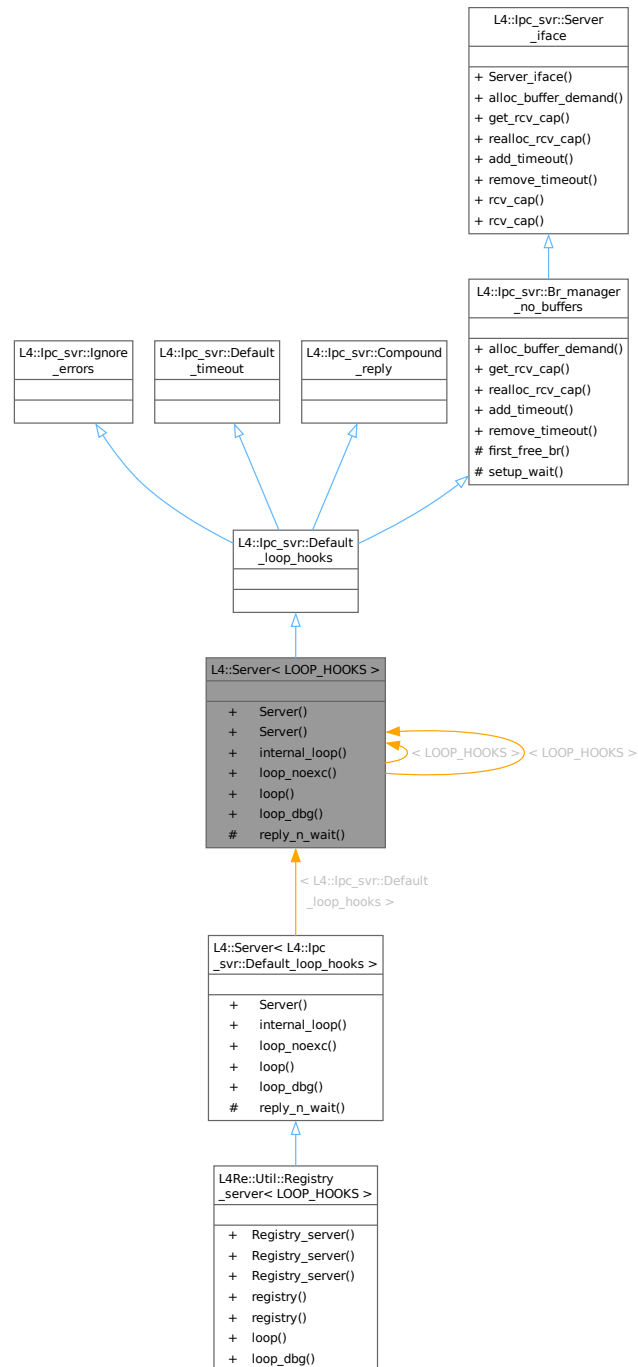 L4::Ipc_svr::Server
_iface
+ Server_iface()
+ alloc_buffer_demand()
+ get_rcv_cap()
+ realloc_rcv_cap()
+ add_timeout()
+ remove_timeout()
+ rcv_cap()
+ rcv_cap()
L4::Ipc_svr::Ignore
_errors
L4::Ipc_svr::Default
_timeout
L4::Ipc_svr::Compound
_reply
L4::Ipc_svr::Br_manager
_no_buffers
+ alloc_buffer_demand()
+ get_rcv_cap()
+ realloc_rcv_cap()
+ add_timeout()
+ remove_timeout()
# first_free_br()
# setup_wait()
L4::Ipc_svr::Default
_loop_hooks
L4::Server< LOOP_HOOKS >
+ Server()
+ Server()
+ internal_loop()
+ loop_noexc()
+ loop()
+ loop_dbg()
# reply_n_wait()
< LOOP_HOOKS >
< LOOP_HOOKS >
< L4::Ipc_svr::Default
_loop_hooks >
L4::Server< L4::Ipc
_svr::Default_loop_hooks >
+ Server()
+ internal_loop()
+ loop_noexc()
+ loop()
+ loop_dbg()
# reply_n_wait()
L4Re::Util::Registry
_server< LOOP_HOOKS >
+ Registry_server()
+ Registry_server()
+ Registry_server()
+ registry()
+ registry()
+ loop()
+ loop_dbg()